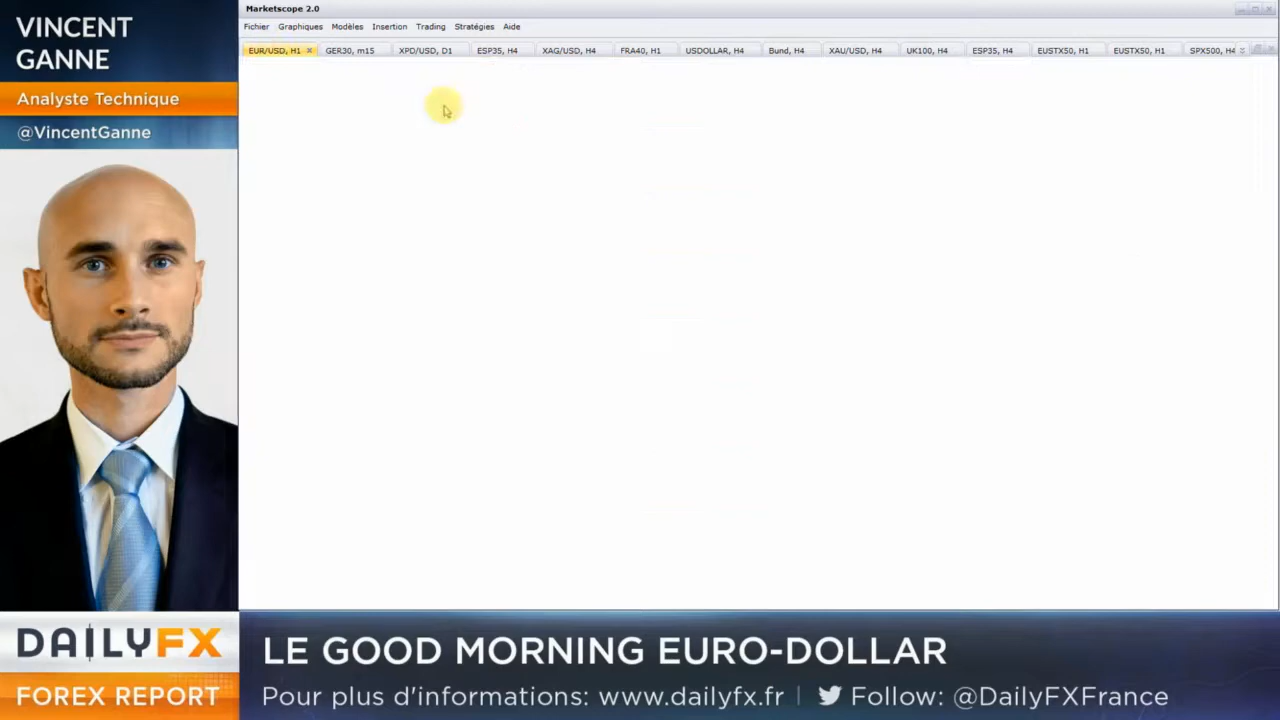 VINCENT
GANNE
Analyste Technique
@VincentGanne
Marketscope 2.0
Fichier Graphiques Modèles Insertion Trading Stratégies Aide
EUR/USD, H1 GER30, m15 XPD/USD, D1 ESP35, H4 XAG/USD, H4 FRA40, H1 USDOLLAR, H4 Bund, H4 XAU/USD, H4 UK100, H4 ESP35, H4 EUSTX50, H1 EUSTX50, H1 SPX500, H4
DAILYFX
FOREX REPORT
LE GOOD MORNING EURO-DOLLAR
Pour plus d'informations: www.dailyfx.fr | Follow: @DailyFXFrance